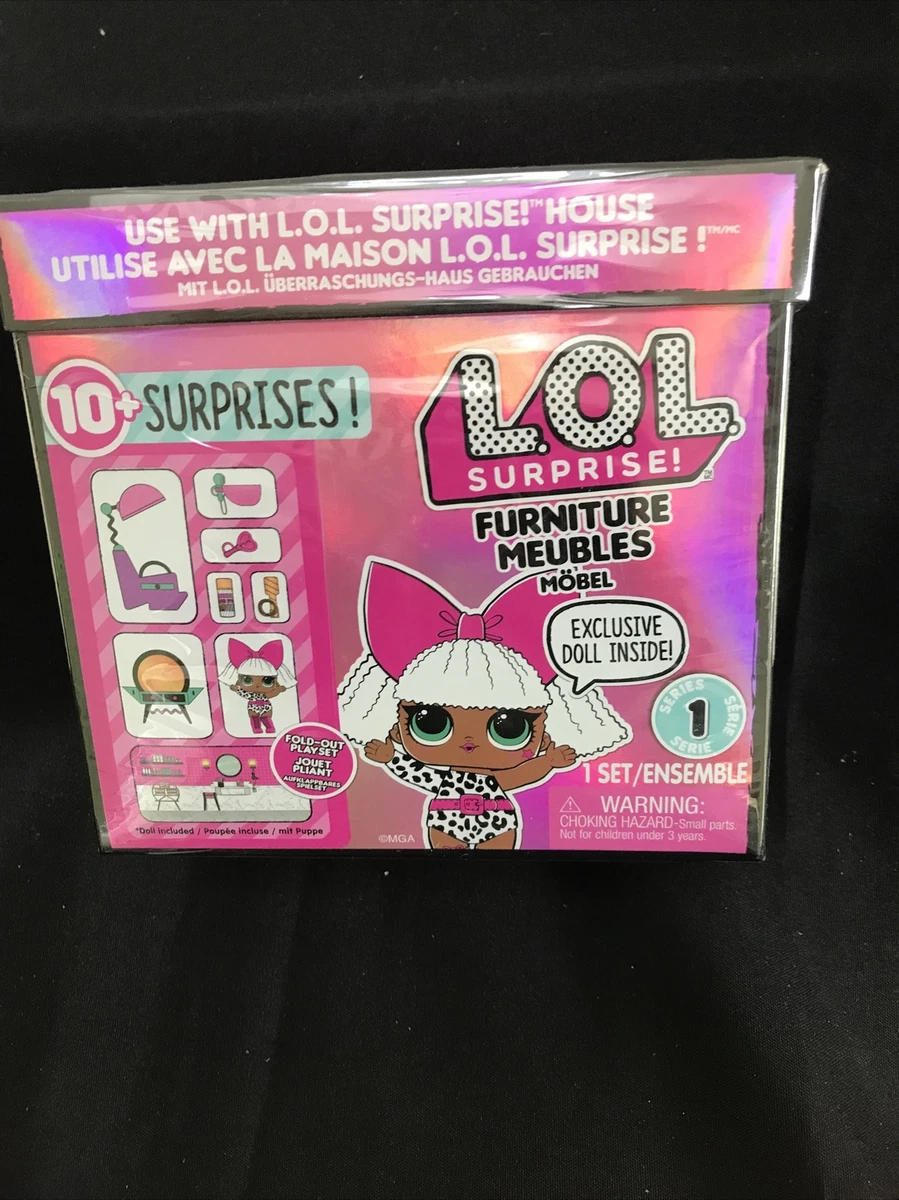 USE WITH L.O.L. SURPRISE!™ HOUSE
UTILISE AVEC LA MAISON L.O.L. SURPRISE !™/MC
MIT L.O.L. ÜBERRASCHUNGS-HAUS GEBRAUCHEN
10+ SURPRISES!
L.O.L.
SURPRISE!
™
MC
FURNITURE
MEUBLES
MÖBEL
EXCLUSIVE
DOLL INSIDE!
SERIES
SÉRIE
1
SERIE
1 SET/ENSEMBLE
FOLD-OUT
PLAYSET
JOUET
PLIANT
AUFKLAPPBARES
SPIELSET
*Doll included / Poupée incluse / mit Puppe
©MGA
⚠ WARNING:
CHOKING HAZARD-Small parts.
Not for children under 3 years.